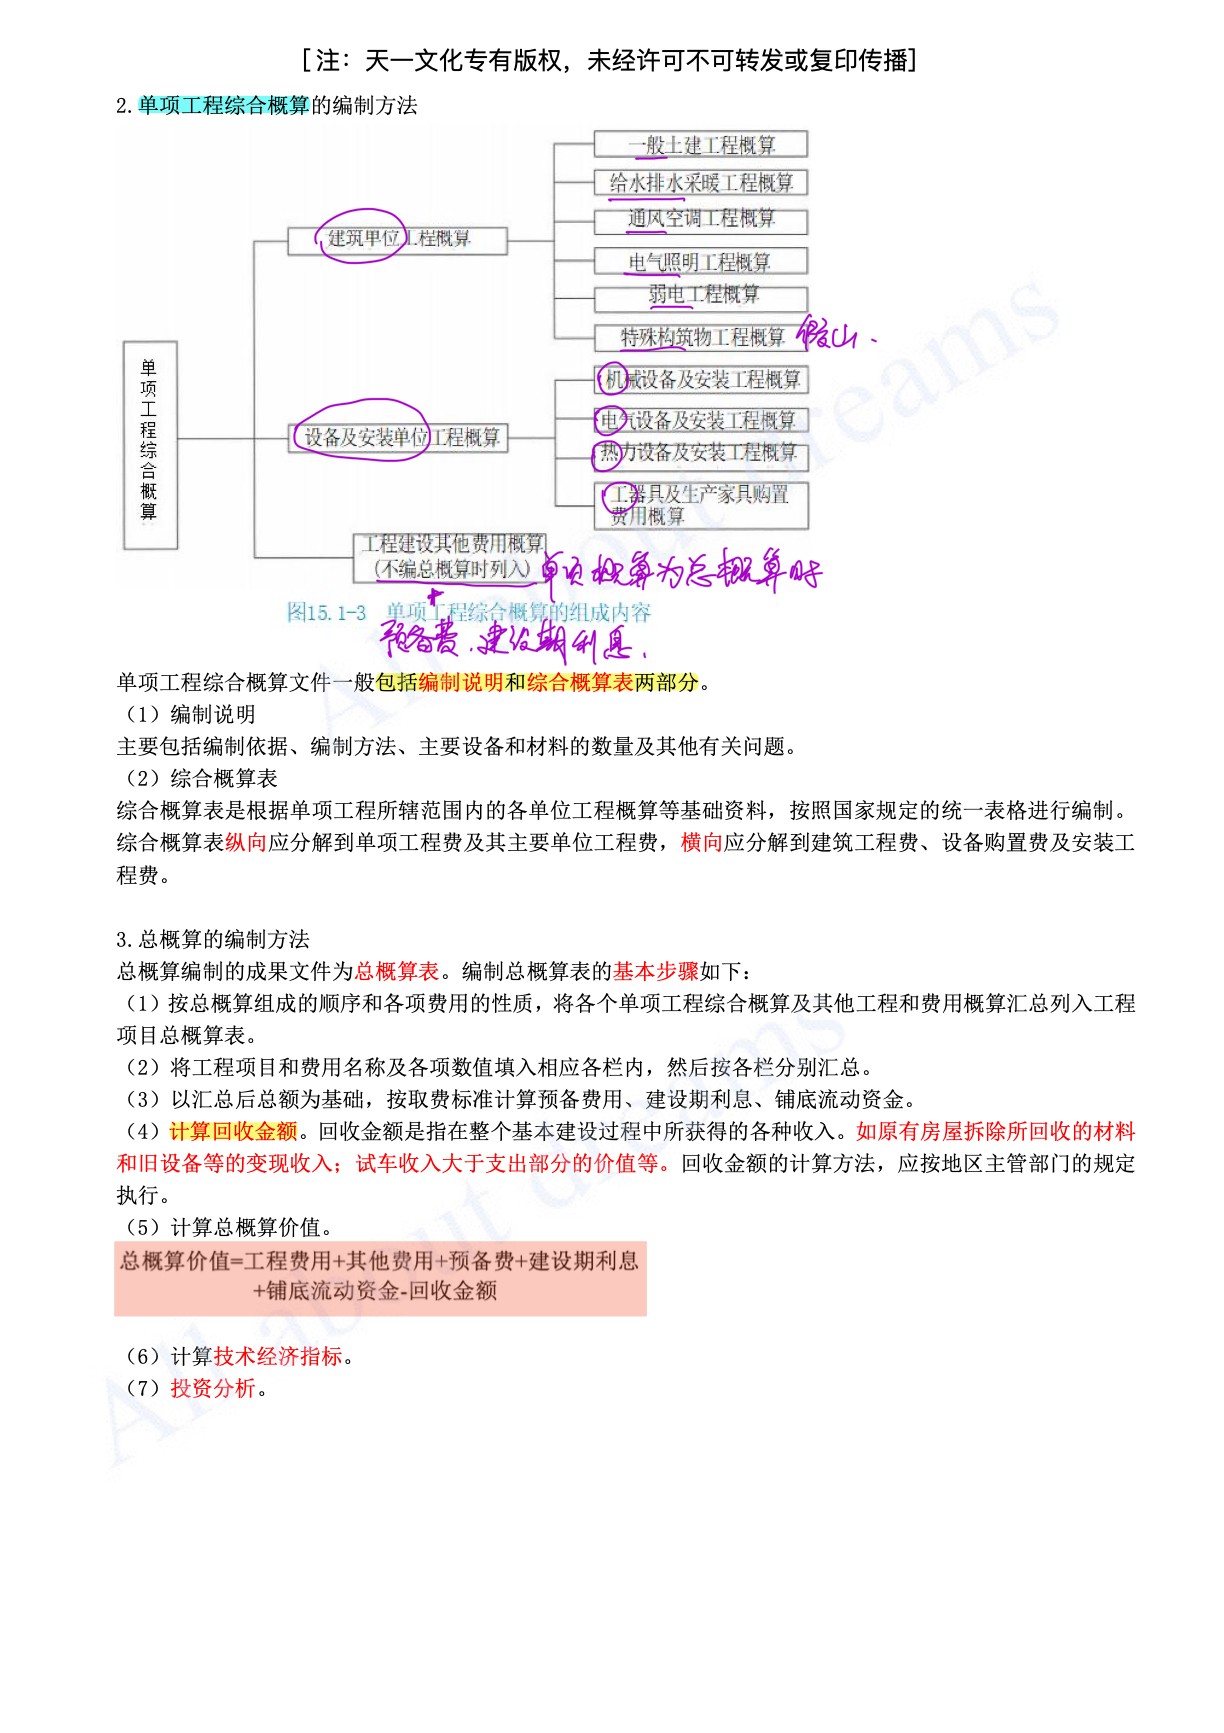 [注：天一文化专有版权，未经许可不可转发或复印传播]
2.单项工程综合概算的编制方法
一般土建工程概算
给水排水采暖工程概算
通风空调工程概算
建筑单位工程概算
电气照明工程概算
弱电工程概算
特殊构筑物工程概算 假山.
单项工程综合概算
机械设备及安装工程概算
电气设备及安装工程概算
设备及安装单位工程概算
热力设备及安装工程概算
工器具及生产家具购置
费用概算
工程建设其他费用概算
(不编总概算时列入) 单项概算为总概算时
+
图15.1-3 单项工程综合概算的组成内容
预备费.建设期利息.
单项工程综合概算文件一般包括编制说明和综合概算表两部分。
（1）编制说明
主要包括编制依据、编制方法、主要设备和材料的数量及其他有关问题。
（2）综合概算表
综合概算表是根据单项工程所辖范围内的各单位工程概算等基础资料，按照国家规定的统一表格进行编制。
综合概算表纵向应分解到单项工程费及其主要单位工程费，横向应分解到建筑工程费、设备购置费及安装工
程费。
3.总概算的编制方法
总概算编制的成果文件为总概算表。编制总概算表的基本步骤如下：
（1）按总概算组成的顺序和各项费用的性质，将各个单项工程综合概算及其他工程和费用概算汇总列入工程
项目总概算表。
（2）将工程项目和费用名称及各项数值填入相应各栏内，然后按各栏分别汇总。
（3）以汇总后总额为基础，按取费标准计算预备费用、建设期利息、铺底流动资金。
（4）计算回收金额。回收金额是指在整个基本建设过程中所获得的各种收入。如原有房屋拆除所回收的材料
和旧设备等的变现收入；试车收入大于支出部分的价值等。回收金额的计算方法，应按地区主管部门的规定
执行。
（5）计算总概算价值。
总概算价值=工程费用+其他费用+预备费+建设期利息
+铺底流动资金-回收金额
（6）计算技术经济指标。
（7）投资分析。
All about dreams
All about dreams